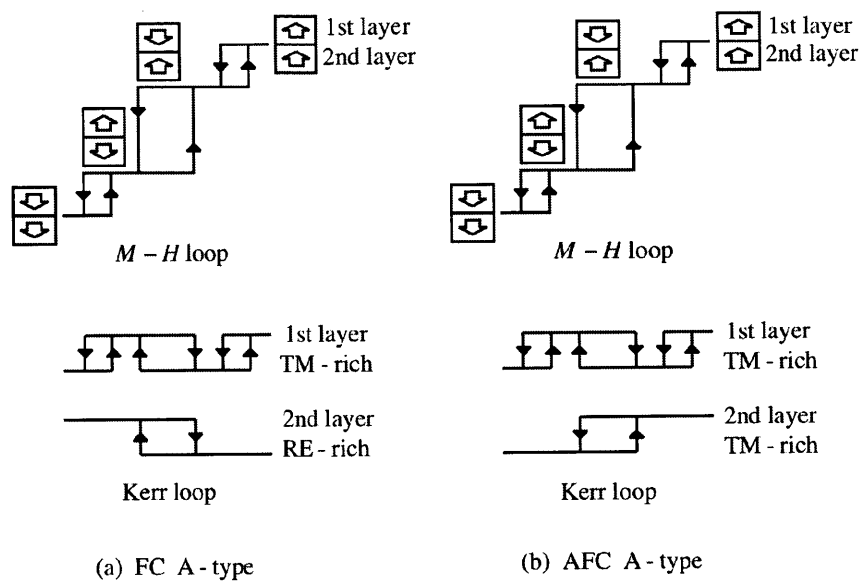 1st layer
2nd layer
M – H loop
1st layer
TM - rich
2nd layer
RE - rich
Kerr loop
(a) FC A - type
1st layer
2nd layer
M – H loop
1st layer
TM - rich
2nd layer
TM - rich
Kerr loop
(b) AFC A - type